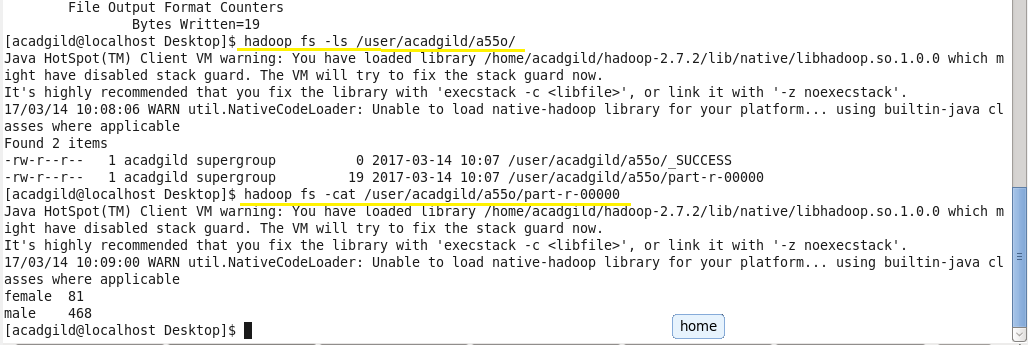 File Output Format Counters
Bytes Written=19
[acadgild@localhost Desktop]$ hadoop fs -ls /user/acadgild/a55o/
Java HotSpot(TM) Client VM warning: You have loaded library /home/acadgild/hadoop-2.7.2/lib/native/libhadoop.so.1.0.0 which m
ight have disabled stack guard. The VM will try to fix the stack guard now.
It's highly recommended that you fix the library with 'execstack -c <libfile>', or link it with '-z noexecstack'.
17/03/14 10:08:06 WARN util.NativeCodeLoader: Unable to load native-hadoop library for your platform... using builtin-java cl
asses where applicable
Found 2 items
-rw-r--r--   1 acadgild supergroup          0 2017-03-14 10:07 /user/acadgild/a55o/_SUCCESS
-rw-r--r--   1 acadgild supergroup         19 2017-03-14 10:07 /user/acadgild/a55o/part-r-00000
[acadgild@localhost Desktop]$ hadoop fs -cat /user/acadgild/a55o/part-r-00000
Java HotSpot(TM) Client VM warning: You have loaded library /home/acadgild/hadoop-2.7.2/lib/native/libhadoop.so.1.0.0 which m
ight have disabled stack guard. The VM will try to fix the stack guard now.
It's highly recommended that you fix the library with 'execstack -c <libfile>', or link it with '-z noexecstack'.
17/03/14 10:09:00 WARN util.NativeCodeLoader: Unable to load native-hadoop library for your platform... using builtin-java cl
asses where applicable
female  81
male    468
[acadgild@localhost Desktop]$
home